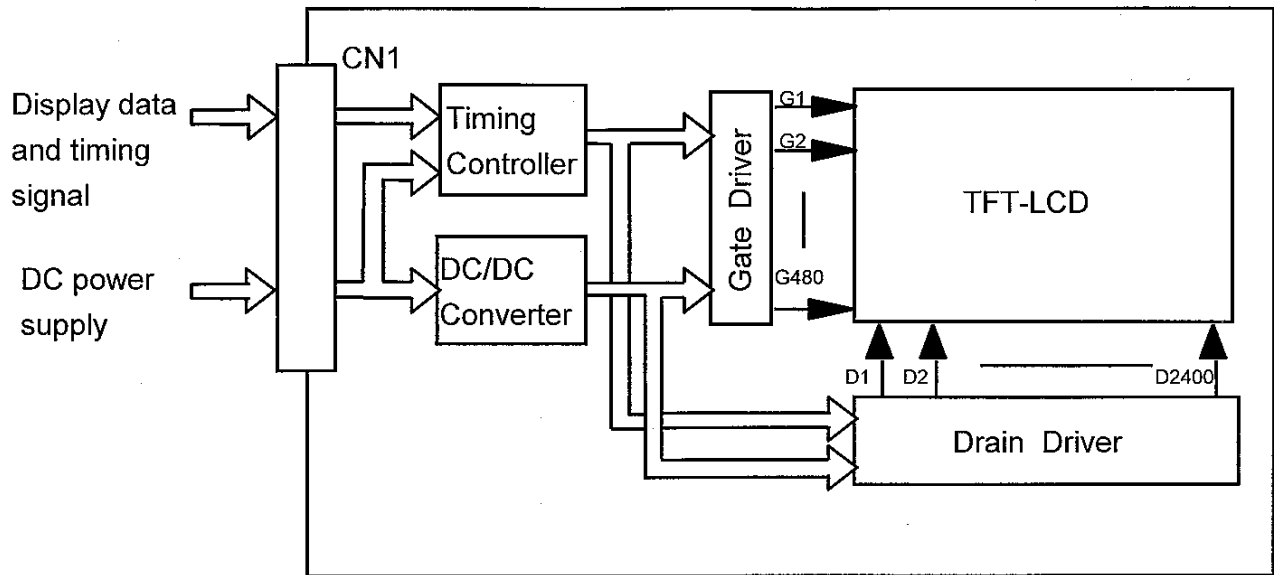 CN1
Display data
and timing
signal
DC power
supply
Timing
Controller
DC/DC
Converter
Gate Driver
G1
G2
G480
TFT-LCD
D1
D2
D2400
Drain Driver